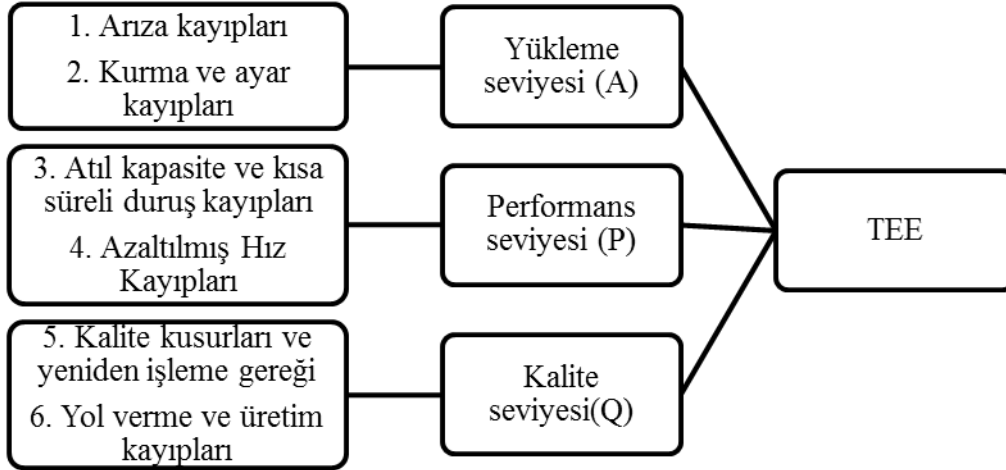 1. Arıza kayıpları
2. Kurma ve ayar
kayıpları
Yükleme
seviyesi (A)
3. Atıl kapasite ve kısa
süreli duruş kayıpları
4. Azaltılmış Hız
Kayıpları
Performans
seviyesi (P)
TEE
5. Kalite kusurları ve
yeniden işleme gereği
6. Yol verme ve üretim
kayıpları
Kalite
seviyesi(Q)